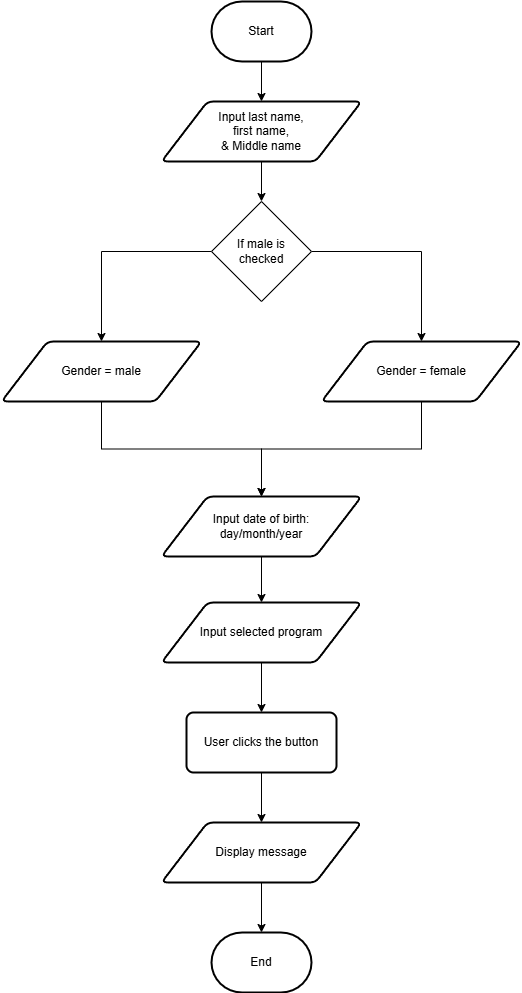 Start
Input last name,
first name,
& Middle name
If male is
checked
Gender = male
Gender = female
Input date of birth:
day/month/year
Input selected program
User clicks the button
Display message
End